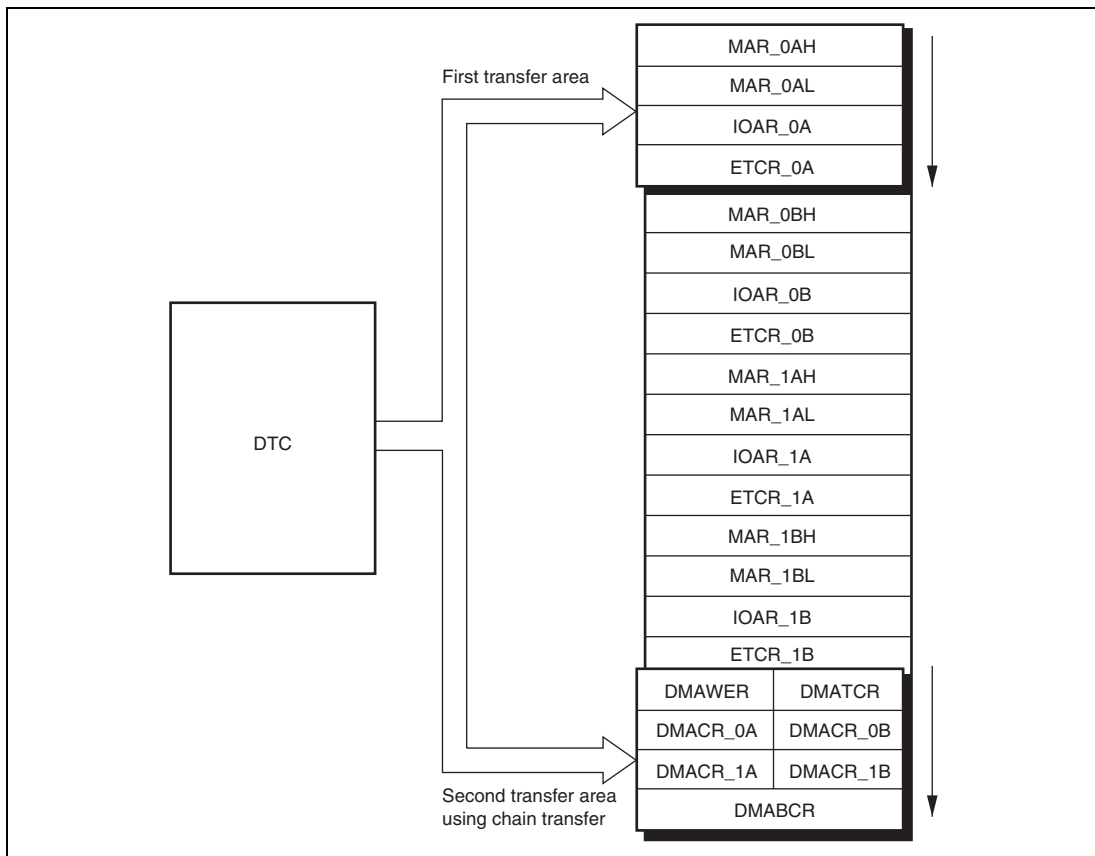 MAR_0AH
First transfer area
MAR_0AL
IOAR_0A
ETCR_0A
MAR_0BH
MAR_0BL
IOAR_0B
ETCR_0B
MAR_1AH
MAR_1AL
DTC
IOAR_1A
ETCR_1A
MAR_1BH
MAR_1BL
IOAR_1B
ETCR_1B
DMAWER DMATCR
DMACR_0A DMACR_0B
DMACR_1A DMACR_1B
Second transfer area
using chain transfer
DMABCR